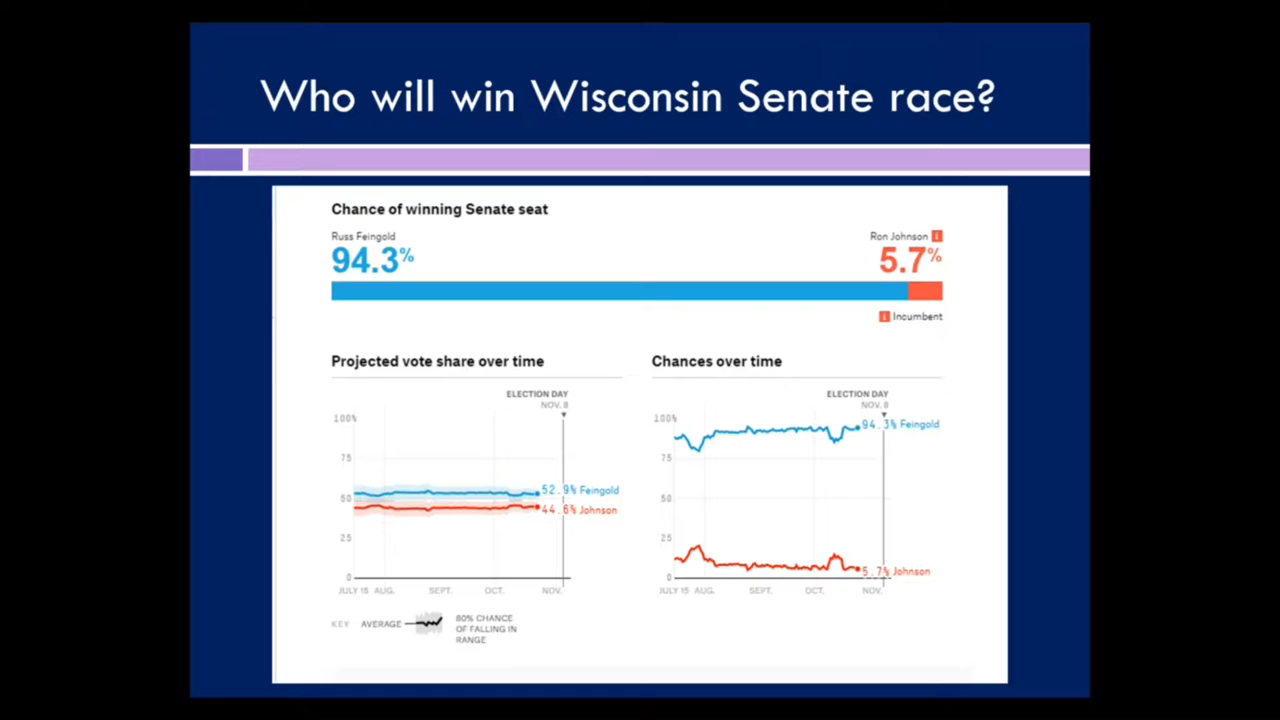 Who will win Wisconsin Senate race?
Chance of winning Senate seat
Russ Feingold
94.3%
Ron Johnson i
5.7%
i Incumbent
Projected vote share over time
ELECTION DAY
NOV. 8
100%
75
50
25
0
52.9% Feingold
44.6% Johnson
JULY 15 AUG. SEPT. OCT. NOV.
KEY AVERAGE
80% CHANCE
OF FALLING IN
RANGE
Chances over time
ELECTION DAY
NOV. 8
100%
75
50
25
0
94.3% Feingold
5.7% Johnson
JULY 15 AUG. SEPT. OCT. NOV.